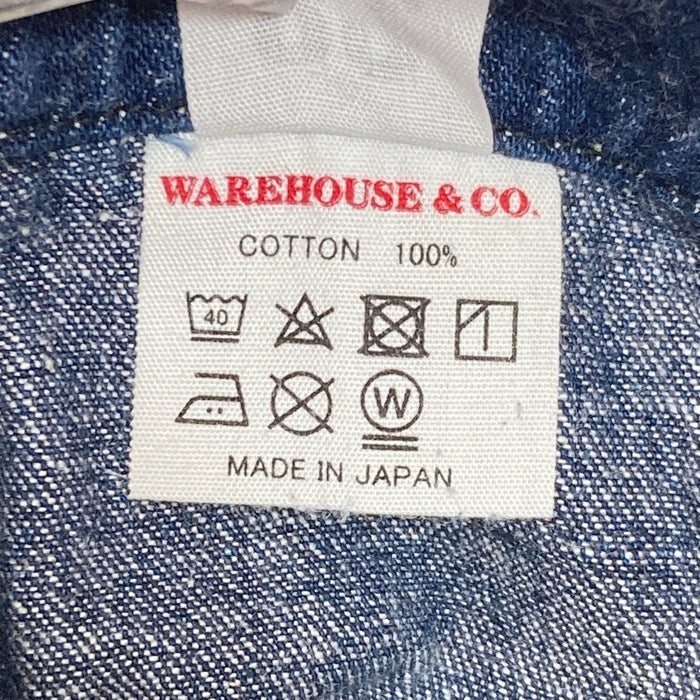 WAREHOUSE & CO.
COTTON 100%
40
W
MADE IN JAPAN